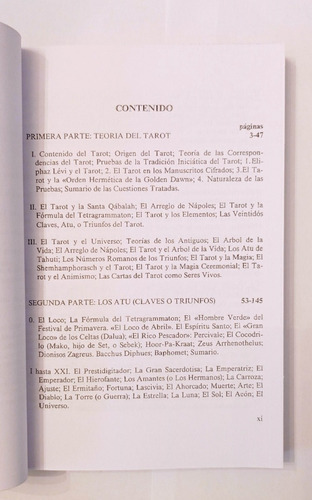 CONTENIDO
páginas
PRIMERA PARTE: TEORIA DEL TAROT 3-47
I. Contenido del Tarot; Origen del Tarot; Teoría de las Correspon-
dencias del Tarot; Pruebas de la Tradición Iniciática del Tarot; 1.Eli-
phaz Lévi y el Tarot; 2. El Tarot en los Manuscritos Cifrados; 3.El Ta-
rot y la «Orden Hermética de la Golden Dawn»; 4. Naturaleza de las
Pruebas; Sumario de las Cuestiones Tratadas.
II. El Tarot y la Santa Qábalah; El Arreglo de Nápoles; El Tarot y la
Fórmula del Tetragrammaton; El Tarot y los Elementos; Las Veintidós
Claves, Atu, o Triunfos del Tarot.
III. El Tarot y el Universo; Teorías de los Antiguos; El Arbol de la
Vida; El Arreglo de Nápoles; El Tarot y el Arbol de la Vida; Los Atu de
Tahuti; Los Números Romanos de los Triunfos; El Tarot y la Magia; El
Shemhamphorasch y el Tarot; El Tarot y la Magia Ceremonial; El Ta-
rot y el Animismo; Las Cartas del Tarot como Seres Vivos.
SEGUNDA PARTE: LOS ATU (CLAVES O TRIUNFOS) 53-145
0. El Loco; La Fórmula del Tetragrammaton; El «Hombre Verde» del
Festival de Primavera. «El Loco de Abril». El Espíritu Santo; El «Gran
Loco» de los Celtas (Dalua); «El Rico Pescador»: Percivale; El Cocodri-
lo (Mako, hijo de Set, o Sebek); Hoor-Pa-Kraat; Zeus Arrhenothelus;
Dionisos Zagreus. Bacchus Diphues; Baphomet; Sumario.
I hasta XXI. El Prestidigitador; La Gran Sacerdotisa; La Emperatriz; El
Emperador; El Hierofante; Los Amantes (o Los Hermanos); La Carroza;
Ajuste; El Ermitaño; Fortuna; Lascivia; El Ahorcado; Muerte; Arte; El
Diablo; La Torre (o Guerra); La Estrella; La Luna; El Sol; El Acón; El
Universo.
xi